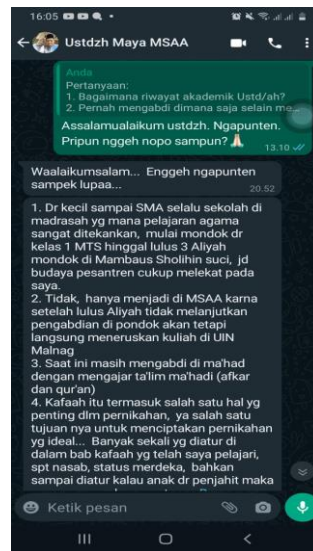 16:05
Ustdzh Maya MSAA
Anda
Pertanyaan:
1. Bagaimana riwayat akademik Ustd/ah?
2. Pernah mengabdi dimana saja selain me...
Assalamualaikum ustdzh. Ngapunten.
Pripun nggeh nopo sampun?🙏
13.10
Waalaikumsalam... Enggeh ngapunten
sampek lupaa...
20.52
1. Dr kecil sampai SMA selalu sekolah di
madrasah yg mana pelajaran agama
sangat ditekankan, mulai mondok dr
kelas 1 MTS hinggal lulus 3 Aliyah
mondok di Mambaus Sholihin suci, jd
budaya pesantren cukup melekat pada
saya.
2. Tidak, hanya menjadi di MSAA karna
setelah lulus Aliyah tidak melanjutkan
pengabdian di pondok akan tetapi
langsung meneruskan kuliah di UIN
Malnag
3. Saat ini masih mengabdi di ma'had
dengan mengajar ta'lim ma'hadi (afkar
dan qur'an)
4. Kafaah itu termasuk salah satu hal yg
penting dlm pernikahan, ya salah satu
tujuan nya untuk menciptakan pernikahan
yg ideal... Banyak sekali yg diatur di
dalam bab kafaah yg telah saya pelajari,
spt nasab, status merdeka, bahkan
sampai diatur kalau anak dr penjahit maka
Ketik pesan